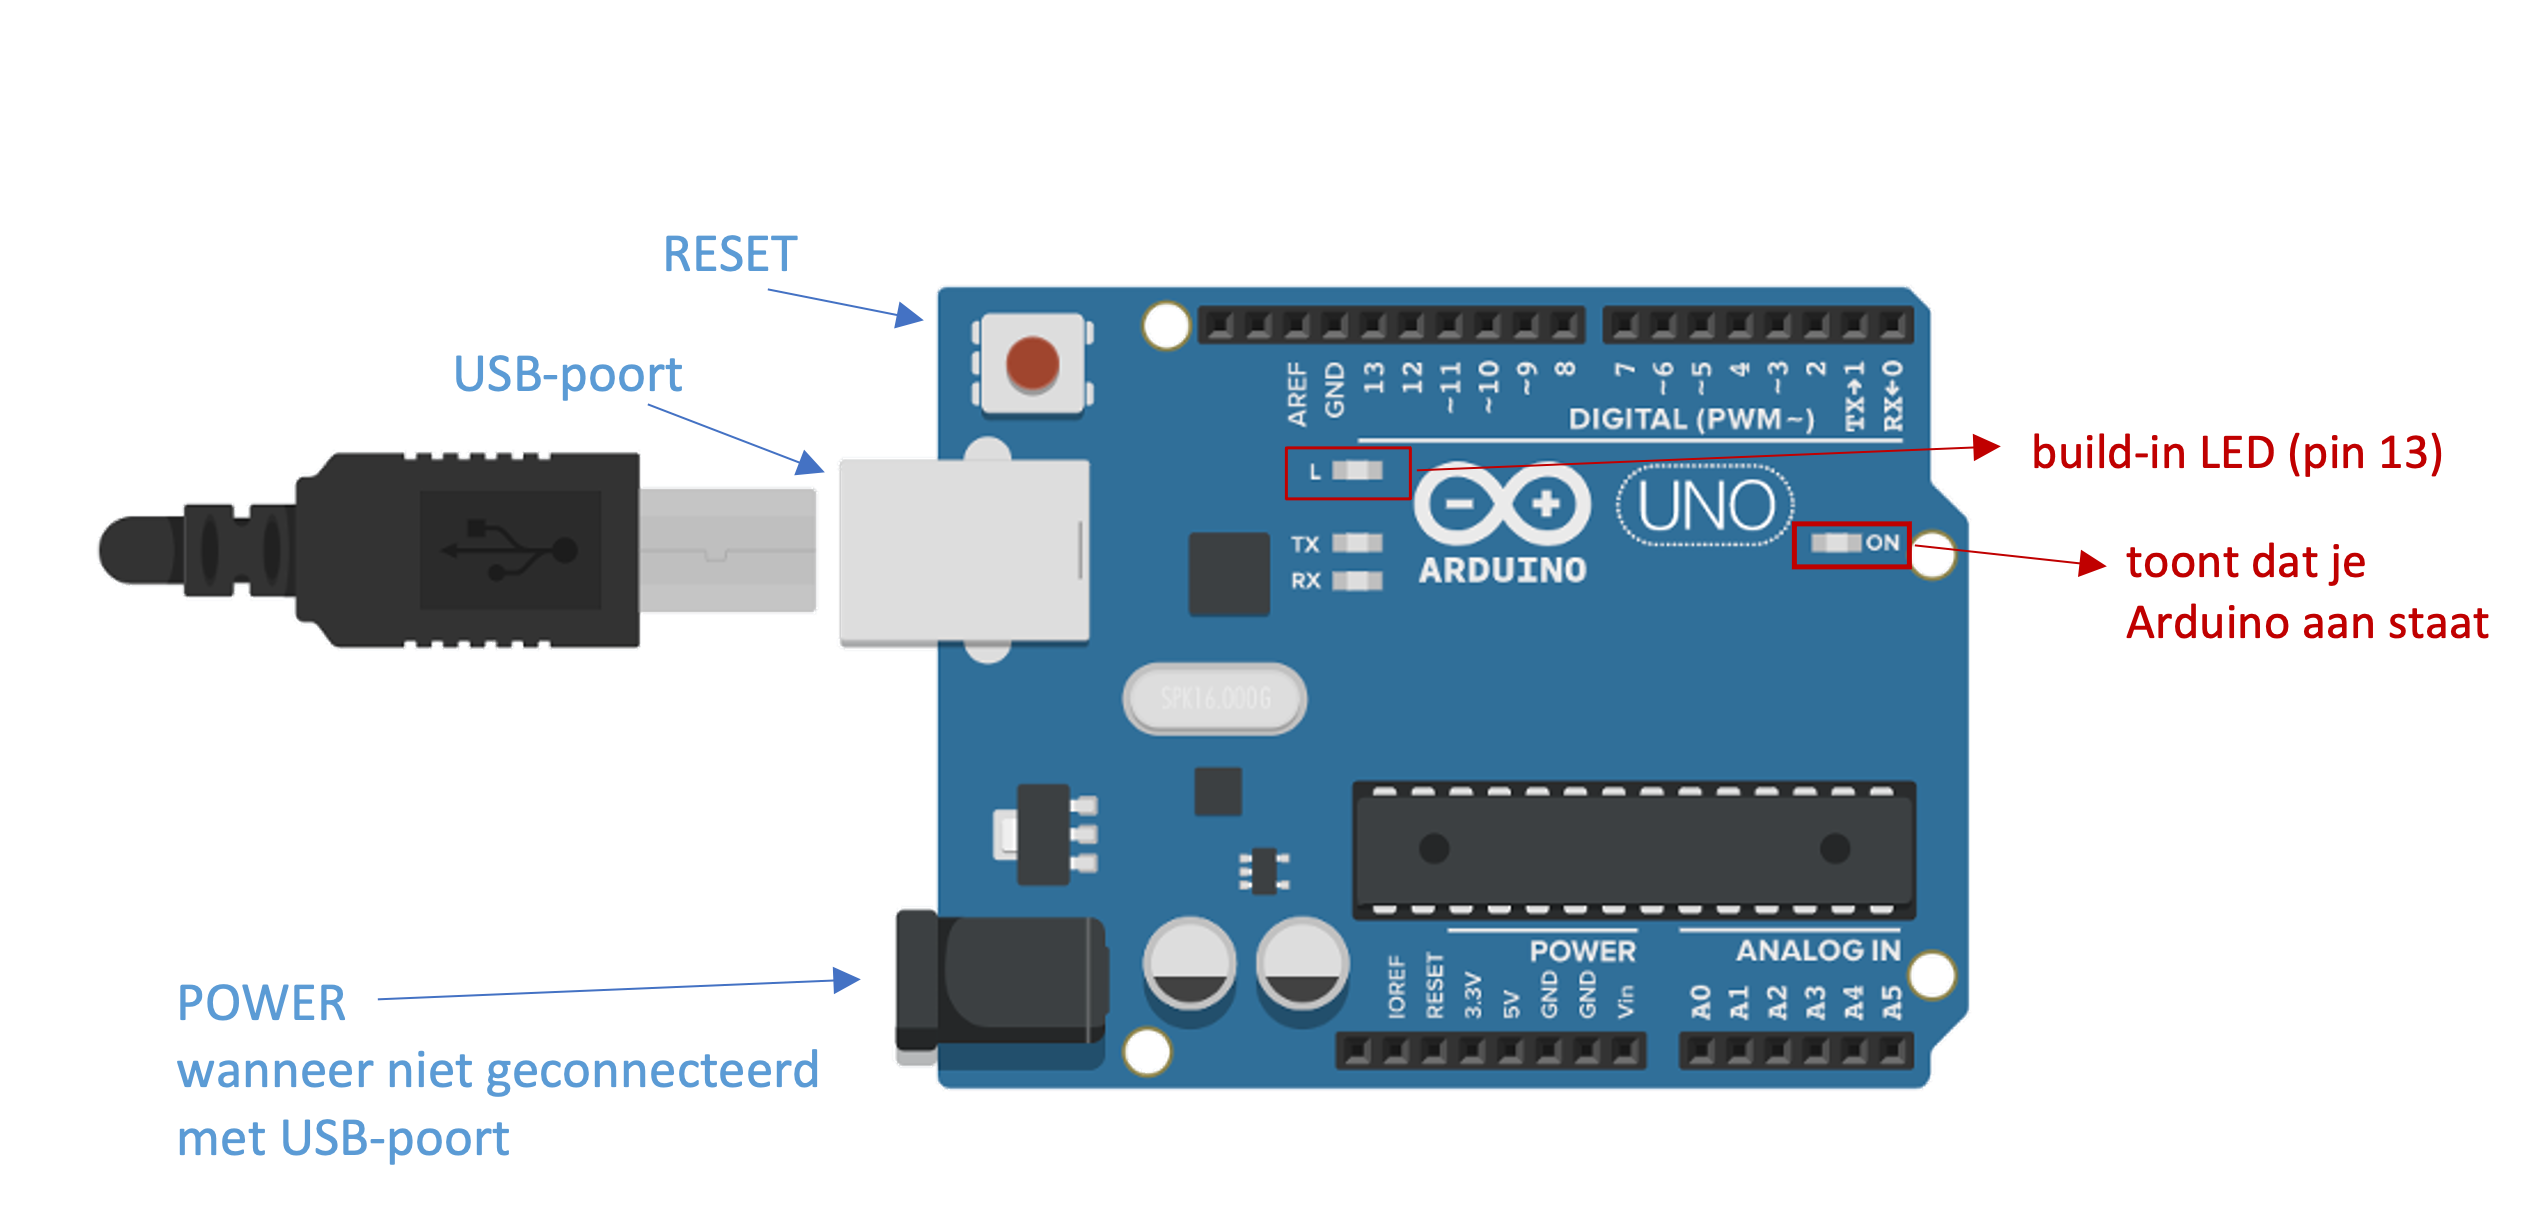 RESET
USB-poort
AREF
GND
13
12
~11
~10
~9
8
7
~6
~5
4
~3
2
TX→1
RX←0
DIGITAL (PWM~)
L
build-in LED (pin 13)
UNO
TX
ON
RX
ARDUINO
toont dat je
Arduino aan staat
SPK16.000G
POWER
ANALOG IN
IOREF
RESET
3.3V
5V
GND
GND
Vin
A0
A1
A2
A3
A4
A5
POWER
wanneer niet geconnecteerd
met USB-poort